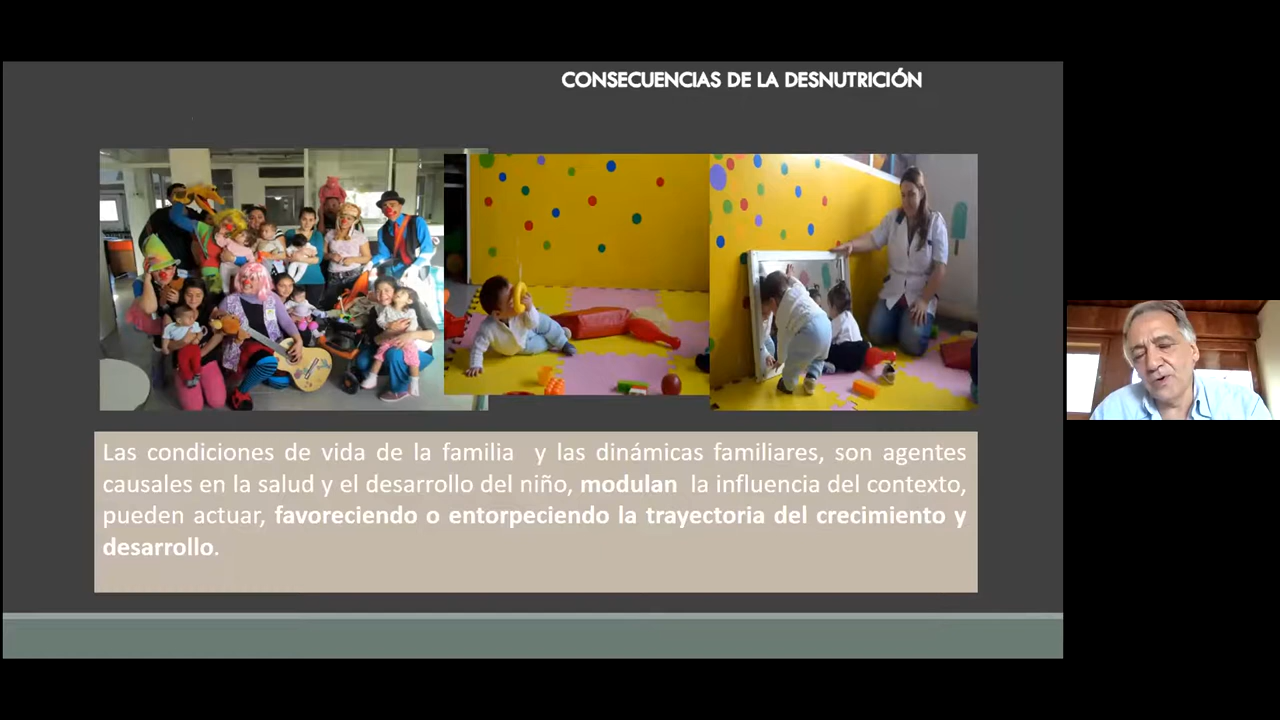 CONSECUENCIAS DE LA DESNUTRICIÓN
Las condiciones de vida de la familia y las dinámicas familiares, son agentes
causales en la salud y el desarrollo del niño, modulan la influencia del contexto,
pueden actuar, favoreciendo o entorpeciendo la trayectoria del crecimiento y
desarrollo.